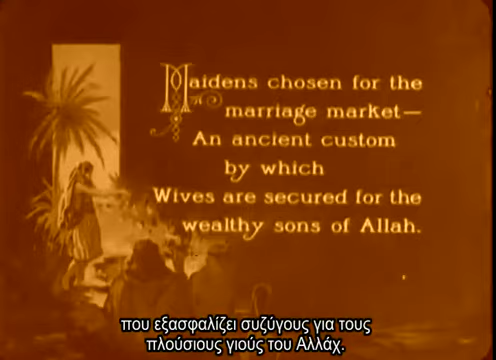 Maidens chosen for the
marriage market—
An ancient custom
by which
Wives are secured for the
wealthy sons of Allah.
που εξασφαλίζει συζύγους για τους
πλούσιους γιούς του Αλλάχ.